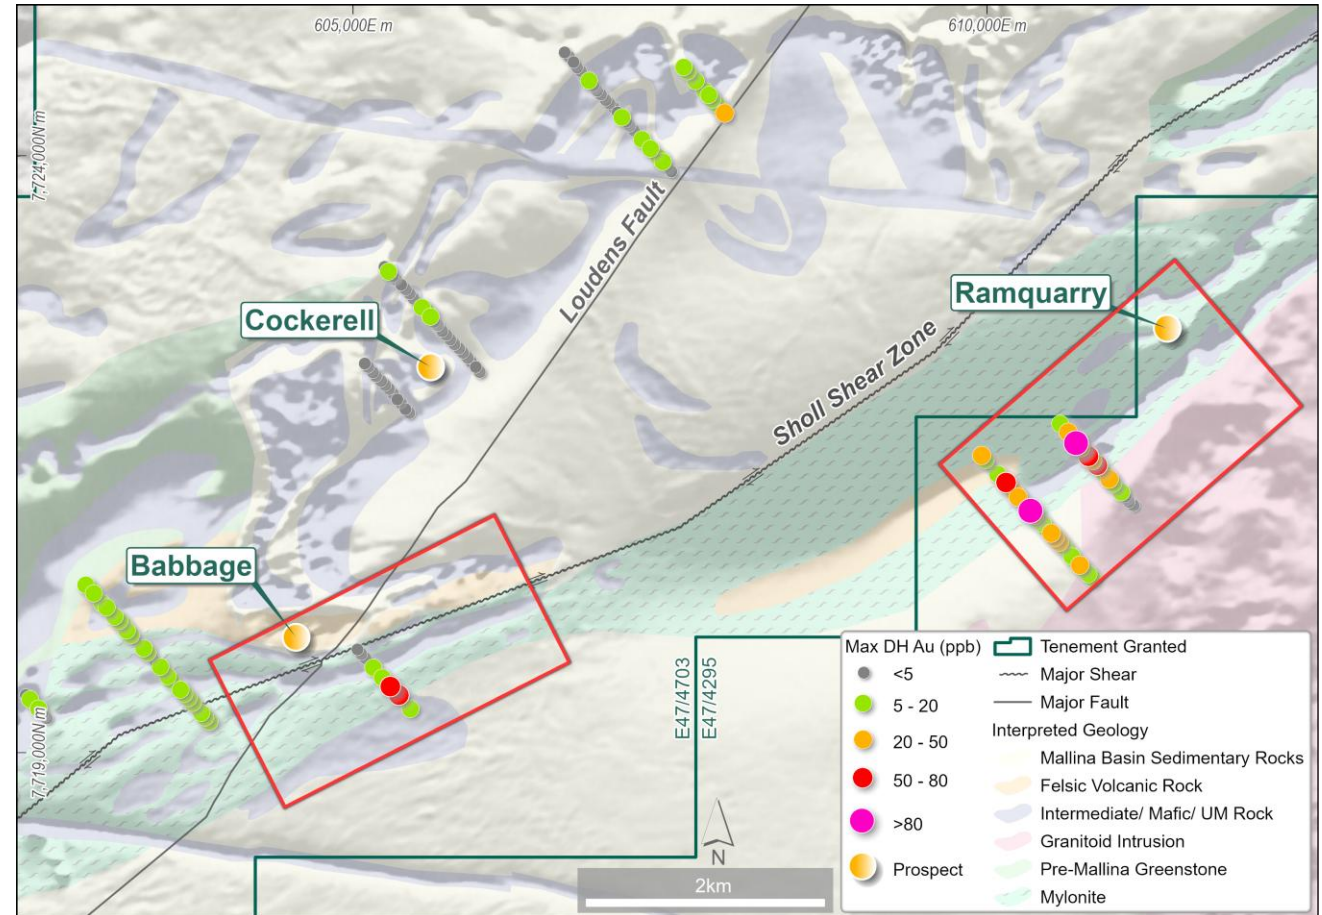 605,000E m
610,000E m
7,724,000N m
Loudens Fault
Cockerell
Ramquarry
Sholl Shear Zone
Babbage
7,719,000N m
E47/4703
E47/4295
N
2km
Max DH Au (ppb)
<5
5 - 20
20 - 50
50 - 80
>80
Prospect
Tenement Granted
Major Shear
Major Fault
Interpreted Geology
Mallina Basin Sedimentary Rocks
Felsic Volcanic Rock
Intermediate/ Mafic/ UM Rock
Granitoid Intrusion
Pre-Mallina Greenstone
Mylonite